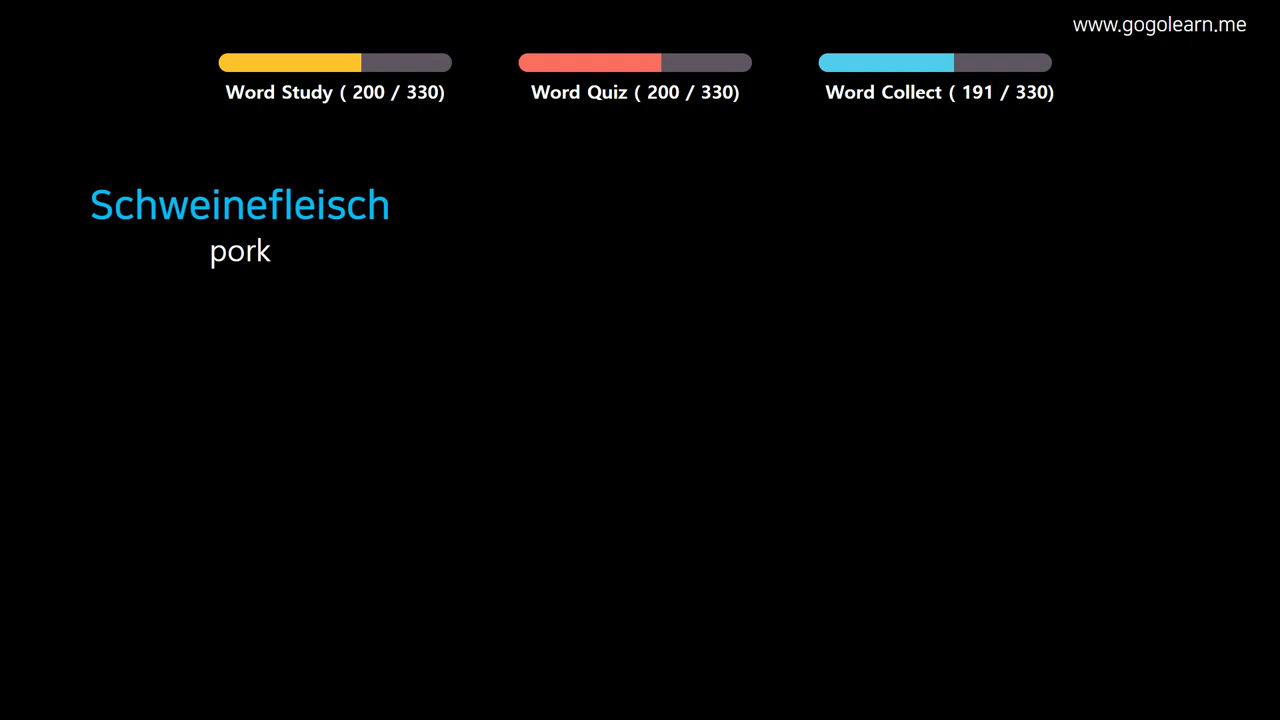 www.gogolearn.me
Word Study ( 200 / 330)
Word Quiz ( 200 / 330)
Word Collect ( 191 / 330)
Schweinefleisch
pork